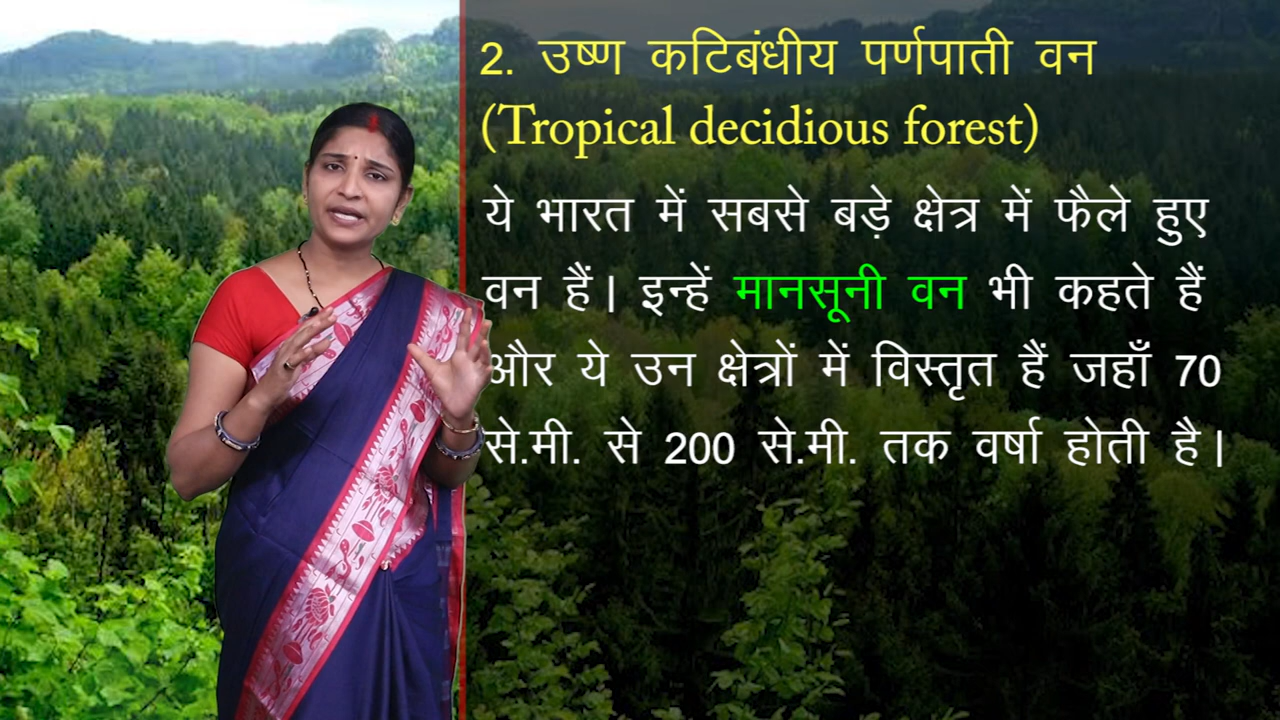 2. उष्ण कटिबंधीय पर्णपाती वन
(Tropical decidious forest)
ये भारत में सबसे बड़े क्षेत्र में फैले हुए
वन हैं। इन्हें मानसूनी वन भी कहते हैं
और ये उन क्षेत्रों में विस्तृत हैं जहाँ 70
से.मी. से 200 से.मी. तक वर्षा होती है।